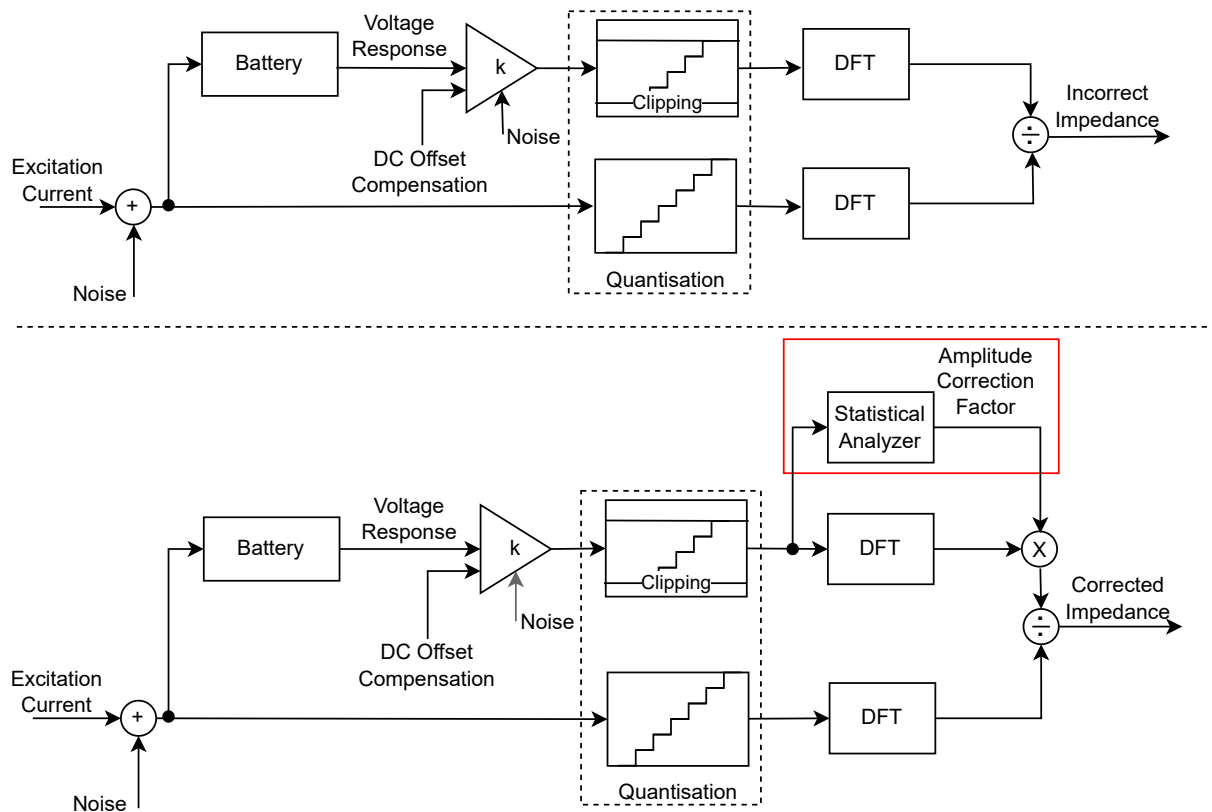 Voltage
Response
Battery
k
Clipping
DFT
Noise
DC Offset
Compensation
Incorrect
Impedance
÷
Excitation
Current
+
DFT
Noise
Quantisation
Amplitude
Correction
Factor
Statistical
Analyzer
Voltage
Response
Battery
k
Clipping
DFT
X
Noise
DC Offset
Compensation
Corrected
Impedance
÷
Excitation
Current
+
DFT
Noise
Quantisation